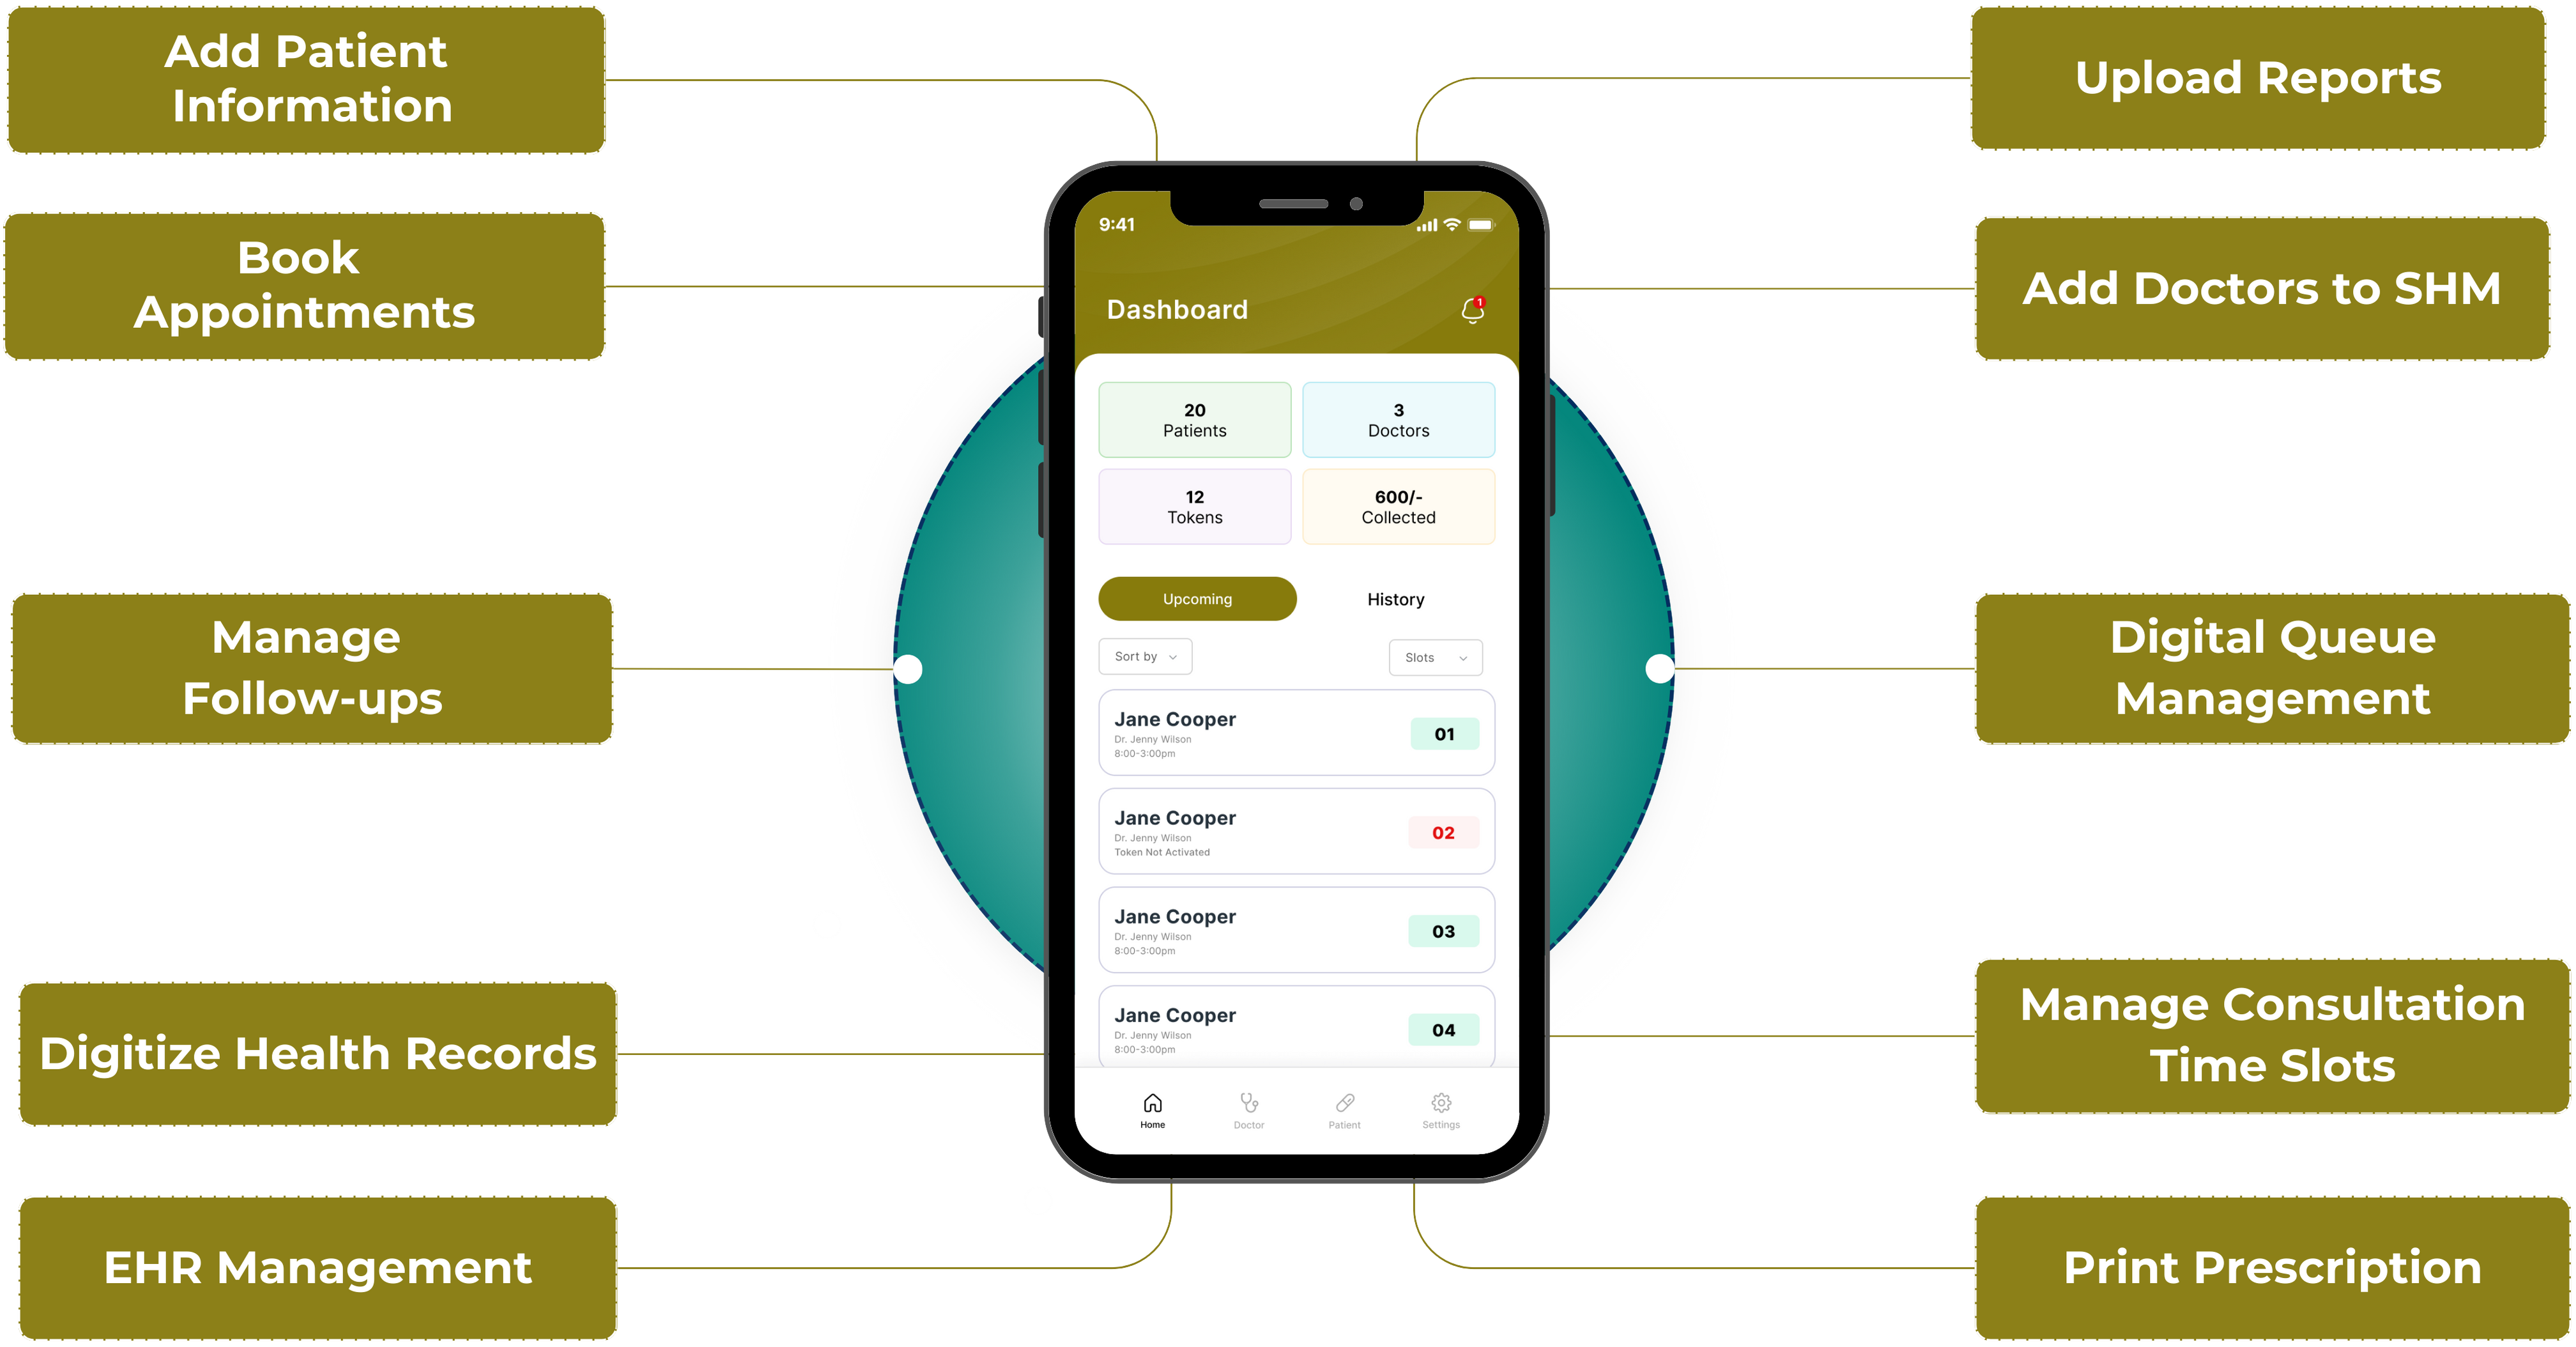 Add Patient
Information
Book
Appointments
Manage
Follow-ups
Digitize Health Records
EHR Management
9:41
Dashboard
1
20
Patients
3
Doctors
12
Tokens
600/-
Collected
Upcoming
History
Sort by
Slots
Jane Cooper
Dr. Jenny Wilson
8:00-3:00pm
01
Jane Cooper
Dr. Jenny Wilson
Token Not Activated
02
Jane Cooper
Dr. Jenny Wilson
8:00-3:00pm
03
Jane Cooper
Dr. Jenny Wilson
8:00-3:00pm
04
Home
Doctor
Patient
Settings
Upload Reports
Add Doctors to SHM
Digital Queue
Management
Manage Consultation
Time Slots
Print Prescription